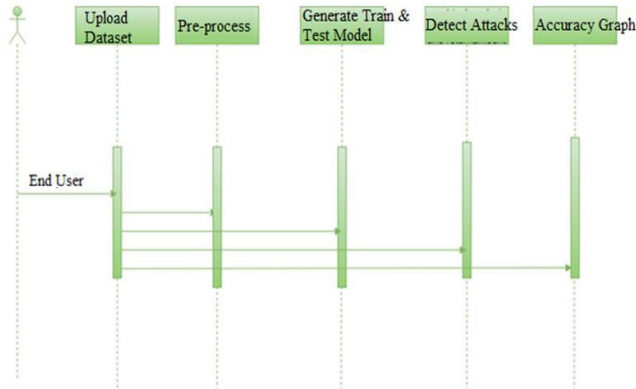 Upload
Dataset
Pre-process
Generate Train &
Test Model
Detect Attacks
Accuracy Graph
End User